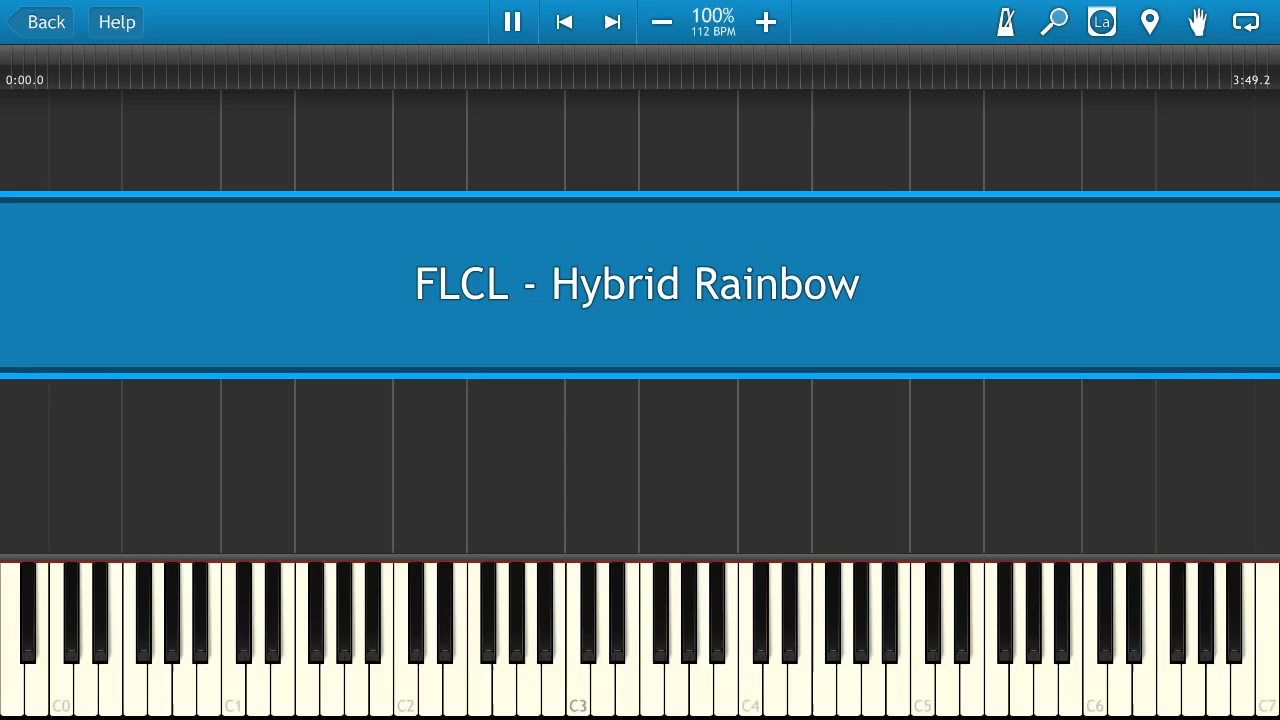 Back
Help
100%
112 BPM
La
0:00.0
3:49.2
FLCL - Hybrid Rainbow
C0
C1
C2
C3
C4
C5
C6
C7